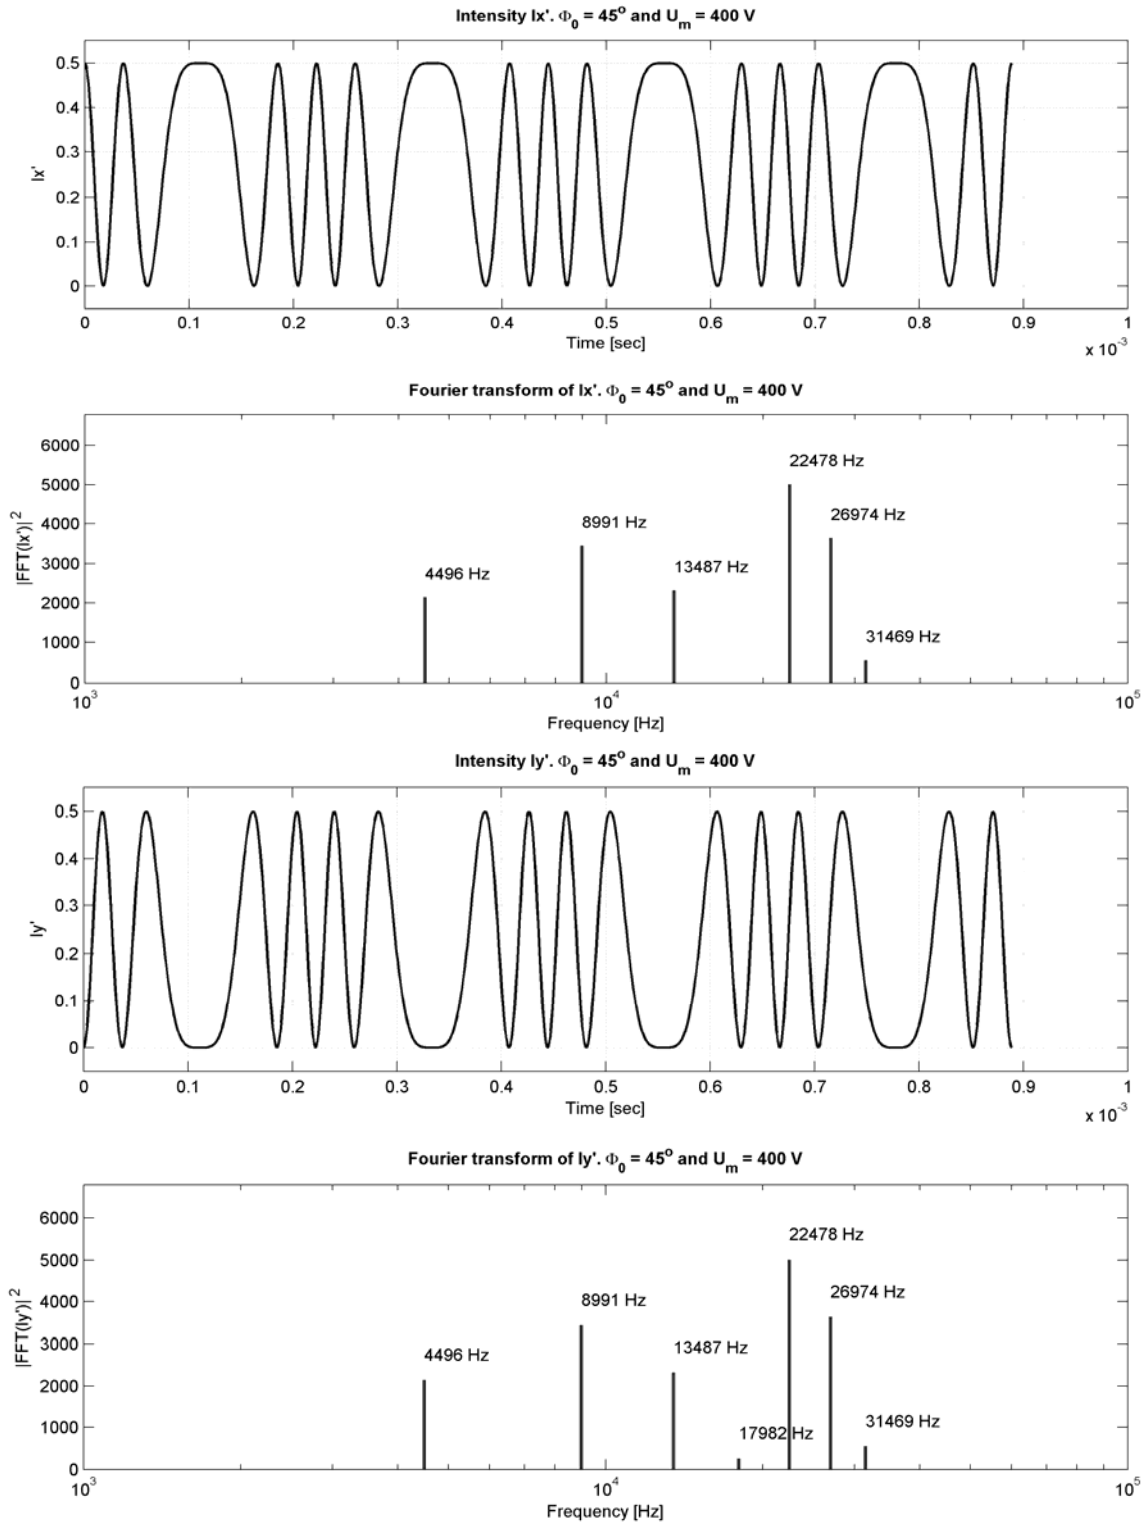 Intensity Ix'. Φ0 = 45o and Um = 400 V
0.5
0.4
0.3
0.2
0.1
0
Ix'
0 0.1 0.2 0.3 0.4 0.5 0.6 0.7 0.8 0.9 1
Time [sec]
x 10-3
Fourier transform of Ix'. Φ0 = 45o and Um = 400 V
6000
5000
4000
3000
2000
1000
0
|FFT(Ix')|2
22478 Hz
26974 Hz
8991 Hz
13487 Hz
4496 Hz
31469 Hz
103 104 105
Frequency [Hz]
Intensity Iy'. Φ0 = 45o and Um = 400 V
0.5
0.4
0.3
0.2
0.1
0
Iy'
0 0.1 0.2 0.3 0.4 0.5 0.6 0.7 0.8 0.9 1
Time [sec]
x 10-3
Fourier transform of Iy'. Φ0 = 45o and Um = 400 V
6000
5000
4000
3000
2000
1000
0
|FFT(Iy')|2
22478 Hz
26974 Hz
8991 Hz
13487 Hz
4496 Hz
31469 Hz
17982 Hz
103 104 105
Frequency [Hz]